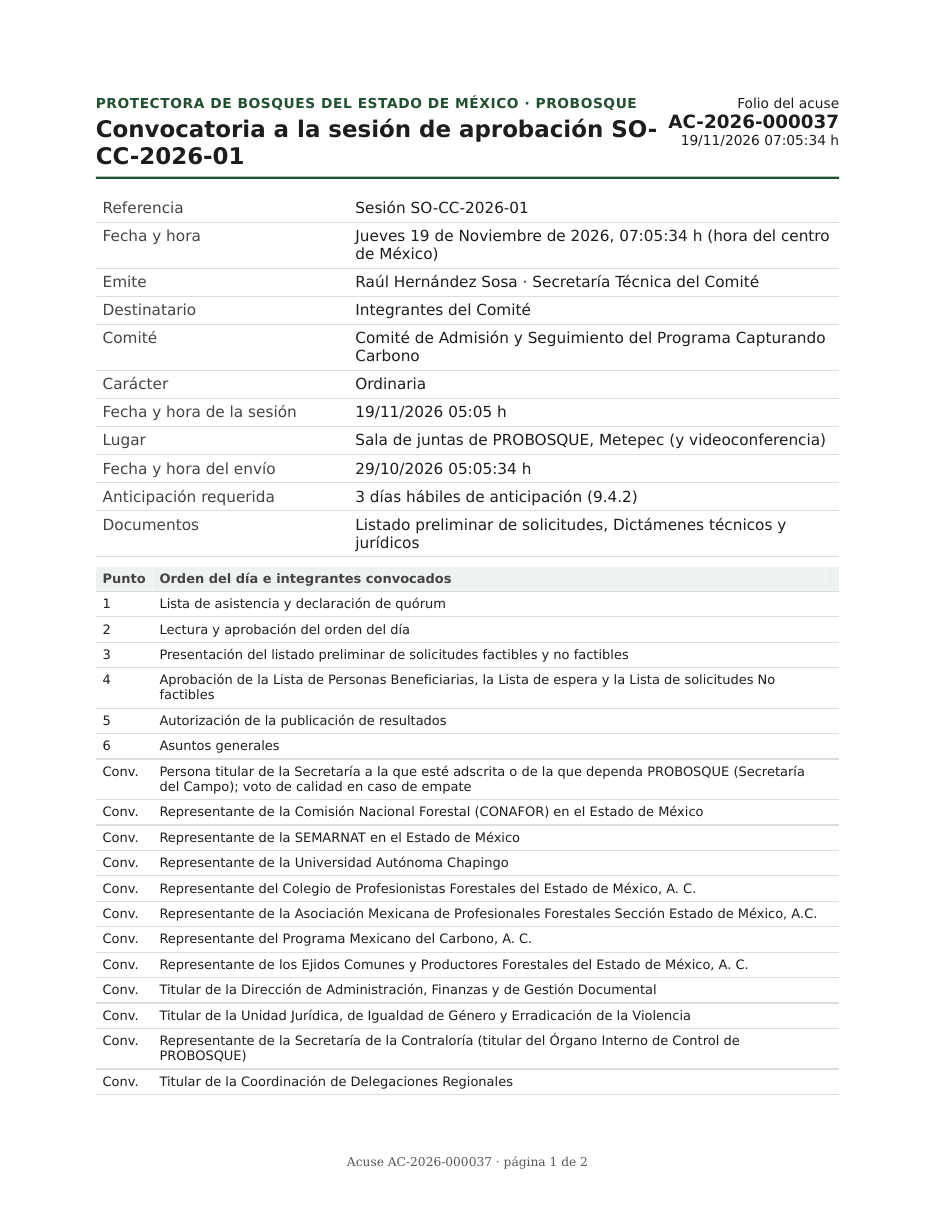 PROTECTORA DE BOSQUES DEL ESTADO DE MÉXICO · PROBOSQUE
Convocatoria a la sesión de aprobación SO-
CC-2026-01
Folio del acuse
AC-2026-000037
19/11/2026 07:05:34 h
Referencia Sesión SO-CC-2026-01
Fecha y hora Jueves 19 de Noviembre de 2026, 07:05:34 h (hora del centro
de México)
Emite Raúl Hernández Sosa · Secretaría Técnica del Comité
Destinatario Integrantes del Comité
Comité Comité de Admisión y Seguimiento del Programa Capturando
Carbono
Carácter Ordinaria
Fecha y hora de la sesión 19/11/2026 05:05 h
Lugar Sala de juntas de PROBOSQUE, Metepec (y videoconferencia)
Fecha y hora del envío 29/10/2026 05:05:34 h
Anticipación requerida 3 días hábiles de anticipación (9.4.2)
Documentos Listado preliminar de solicitudes, Dictámenes técnicos y
jurídicos
Punto Orden del día e integrantes convocados
1 Lista de asistencia y declaración de quórum
2 Lectura y aprobación del orden del día
3 Presentación del listado preliminar de solicitudes factibles y no factibles
4 Aprobación de la Lista de Personas Beneficiarias, la Lista de espera y la Lista de solicitudes No
factibles
5 Autorización de la publicación de resultados
6 Asuntos generales
Conv. Persona titular de la Secretaría a la que esté adscrita o de la que dependa PROBOSQUE (Secretaría
del Campo); voto de calidad en caso de empate
Conv. Representante de la Comisión Nacional Forestal (CONAFOR) en el Estado de México
Conv. Representante de la SEMARNAT en el Estado de México
Conv. Representante de la Universidad Autónoma Chapingo
Conv. Representante del Colegio de Profesionistas Forestales del Estado de México, A. C.
Conv. Representante de la Asociación Mexicana de Profesionales Forestales Sección Estado de México, A.C.
Conv. Representante del Programa Mexicano del Carbono, A. C.
Conv. Representante de los Ejidos Comunes y Productores Forestales del Estado de México, A. C.
Conv. Titular de la Dirección de Administración, Finanzas y de Gestión Documental
Conv. Titular de la Unidad Jurídica, de Igualdad de Género y Erradicación de la Violencia
Conv. Representante de la Secretaría de la Contraloría (titular del Órgano Interno de Control de
PROBOSQUE)
Conv. Titular de la Coordinación de Delegaciones Regionales
Acuse AC-2026-000037 · página 1 de 2